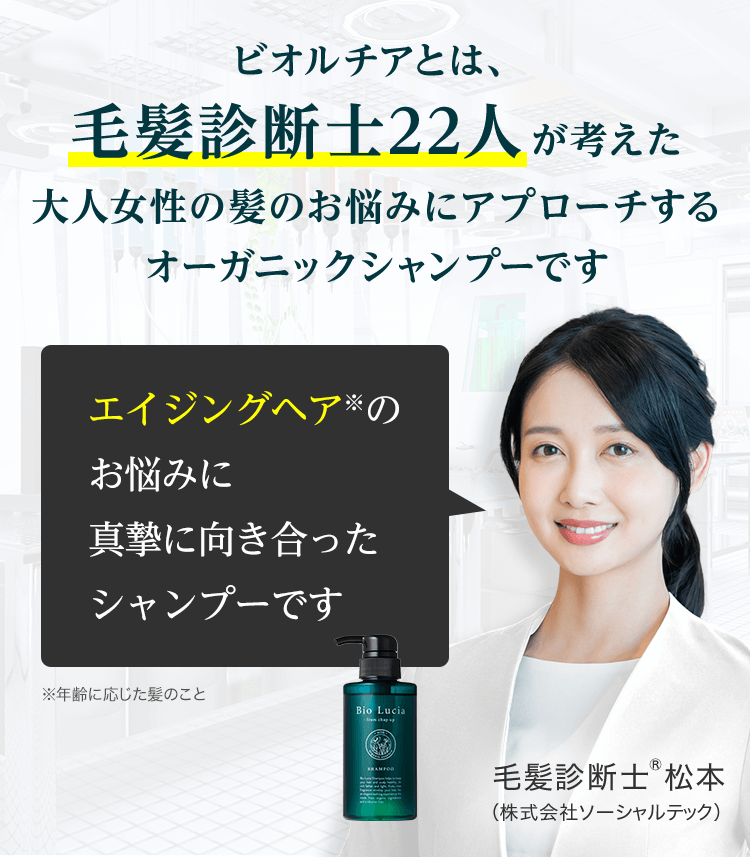 ビオルチアとは、
毛髪診断士22人が考えた
大人女性の髪のお悩みにアプローチする
オーガニックシャンプーです
エイジングヘア※の
お悩みに
真摯に向き合った
シャンプーです
※年齢に応じた髪のこと
Bio Lucia
from chap up
SHAMPOO
毛髪診断士®松本
（株式会社ソーシャルテック）